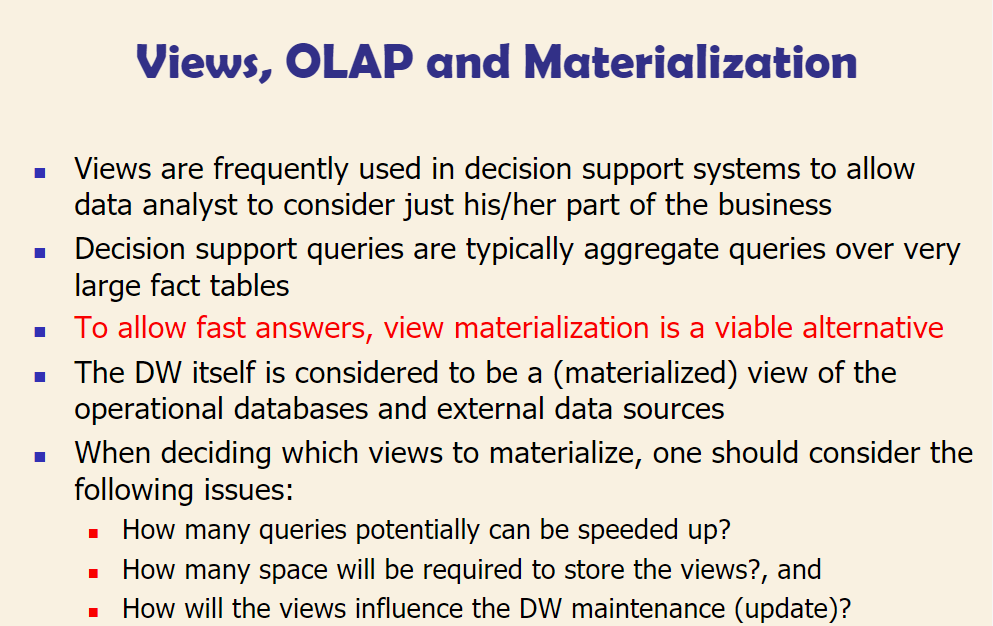 Views, OLAP and Materialization
Views are frequently used in decision support systems to allow
data analyst to consider just his/her part of the business
Decision support queries are typically aggregate queries over very
large fact tables
To allow fast answers, view materialization is a viable alternative
The DW itself is considered to be a (materialized) view of the
operational databases and external data sources
When deciding which views to materialize, one should consider the
following issues:
How many queries potentially can be speeded up?
How many space will be required to store the views?, and
How will the views influence the DW maintenance (update)?